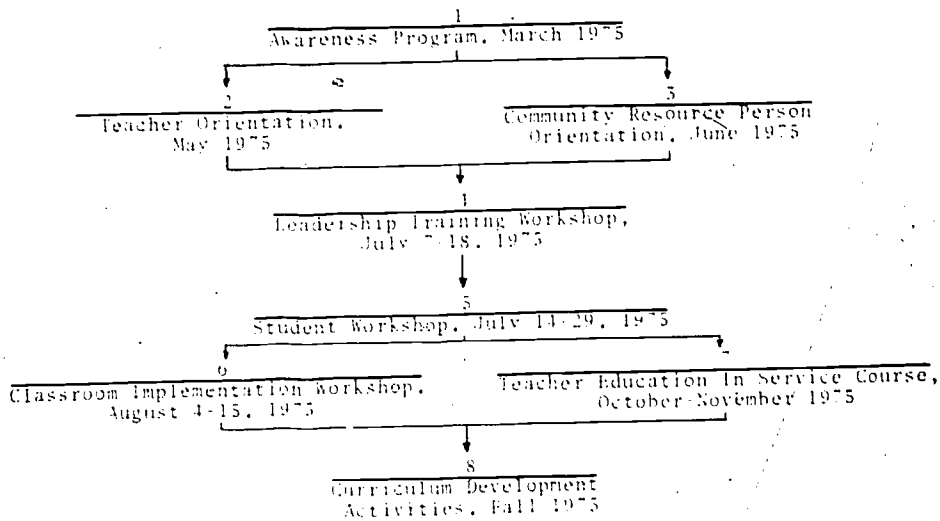 1
Awareness Program, March 1975
2
Teacher Orientation,
May 1975
3
Community Resource Person
Orientation, June 1975
4
Leadership Training Workshop,
July 7-18, 1975
5
Student Workshop, July 14-29, 1975
6
Classroom Implementation Workshop,
August 4-15, 1975
7
Teacher Education In Service Course,
October-November 1975
8
Curriculum Development
Activities, Fall 1975